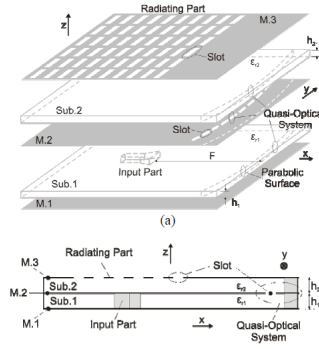 Radiating Part
M.3
z
Slot
h₂
εr2
y
Sub.2
Quasi-Optical
System
M.2
Slot
εr1
F
x
Input Part
Parabolic
Surface
Sub.1
h₁
M.1
(a)
M.3
Radiating Part
z
Slot
y
M.2
Sub.2
εr2
h₂
Sub.1
εr1
h₁
M.1
Input Part
x
Quasi-Optical
System